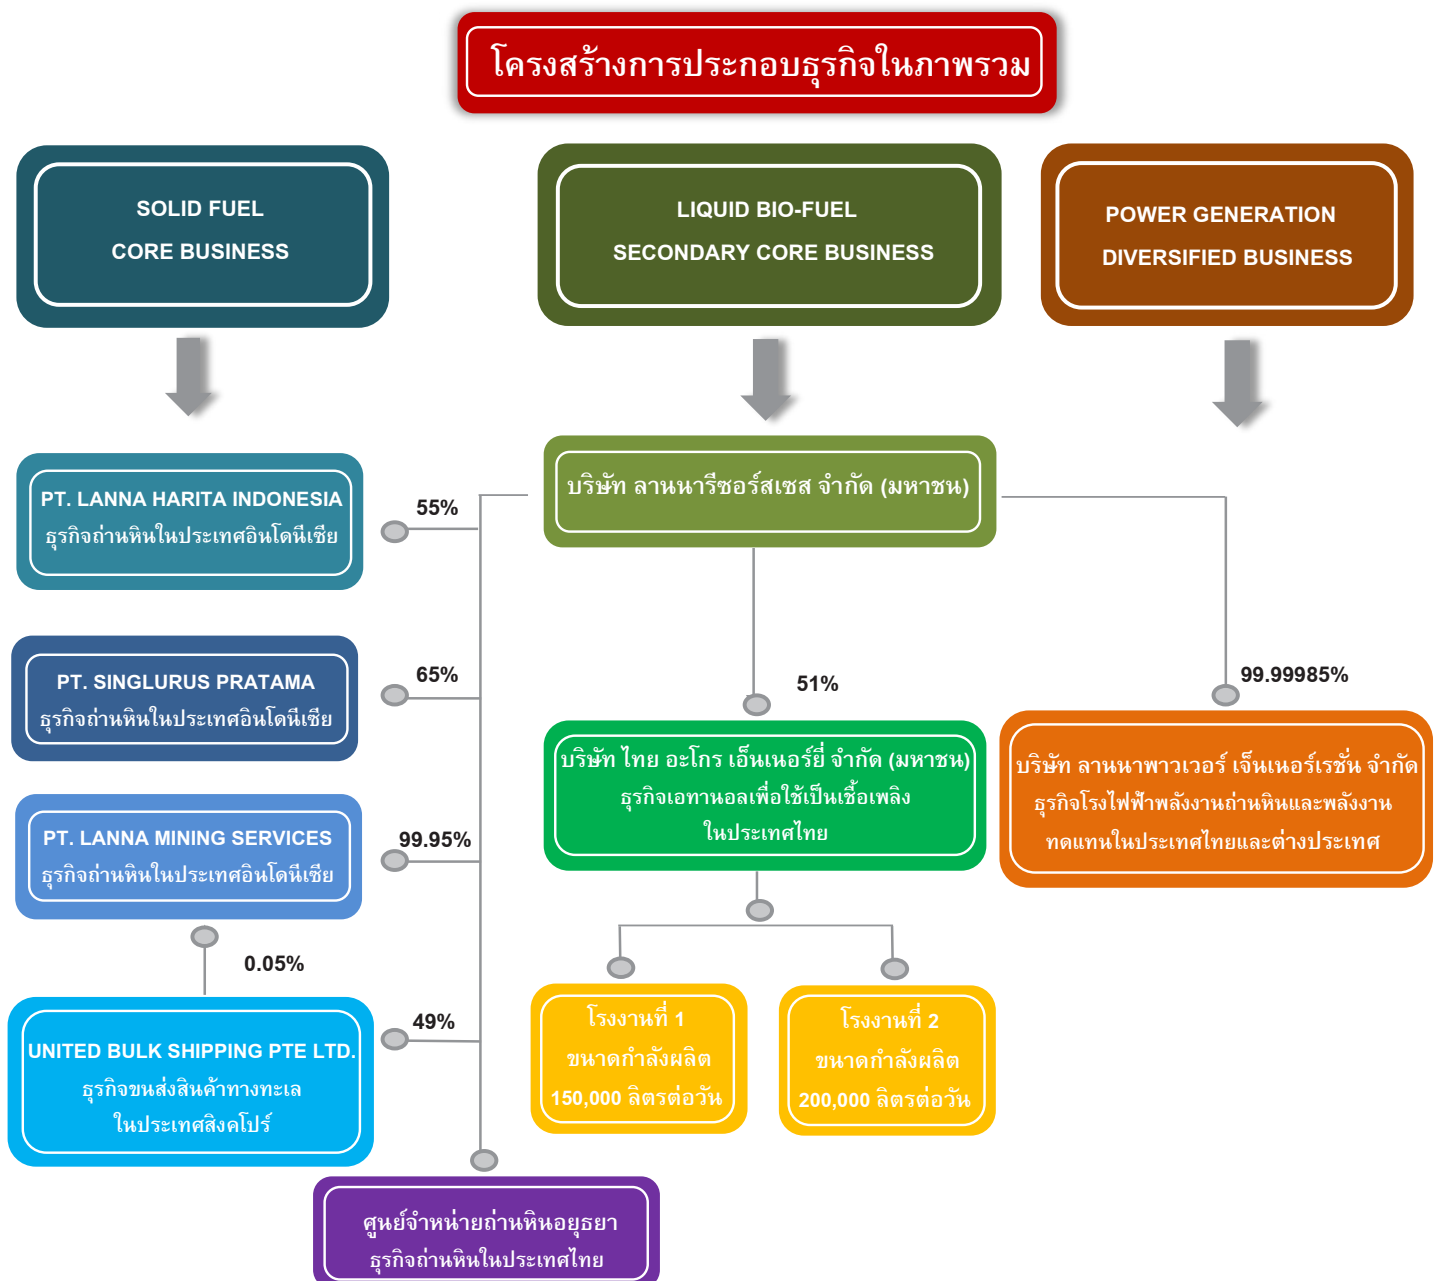 โครงสร้างการประกอบธุรกิจในภาพรวม
SOLID FUEL
CORE BUSINESS
LIQUID BIO-FUEL
SECONDARY CORE BUSINESS
POWER GENERATION
DIVERSIFIED BUSINESS
บริษัท ลานนารีซอร์สเซส จำกัด (มหาชน)
PT. LANNA HARITA INDONESIA
ธุรกิจถ่านหินในประเทศอินโดนีเซีย
55%
PT. SINGLURUS PRATAMA
ธุรกิจถ่านหินในประเทศอินโดนีเซีย
65%
51%
99.99985%
บริษัท ไทย อะโกร เอ็นเนอร์ยี่ จำกัด (มหาชน)
ธุรกิจเอทานอลเพื่อใช้เป็นเชื้อเพลิง
ในประเทศไทย
บริษัท ลานนาพาวเวอร์ เจ็นเนอร์เรชั่น จำกัด
ธุรกิจโรงไฟฟ้าพลังงานถ่านหินและพลังงาน
ทดแทนในประเทศไทยและต่างประเทศ
PT. LANNA MINING SERVICES
ธุรกิจถ่านหินในประเทศอินโดนีเซีย
99.95%
0.05%
UNITED BULK SHIPPING PTE LTD.
ธุรกิจขนส่งสินค้าทางทะเล
ในประเทศสิงคโปร์
49%
โรงงานที่ 1
ขนาดกำลังผลิต
150,000 ลิตรต่อวัน
โรงงานที่ 2
ขนาดกำลังผลิต
200,000 ลิตรต่อวัน
ศูนย์จำหน่ายถ่านหินอยุธยา
ธุรกิจถ่านหินในประเทศไทย